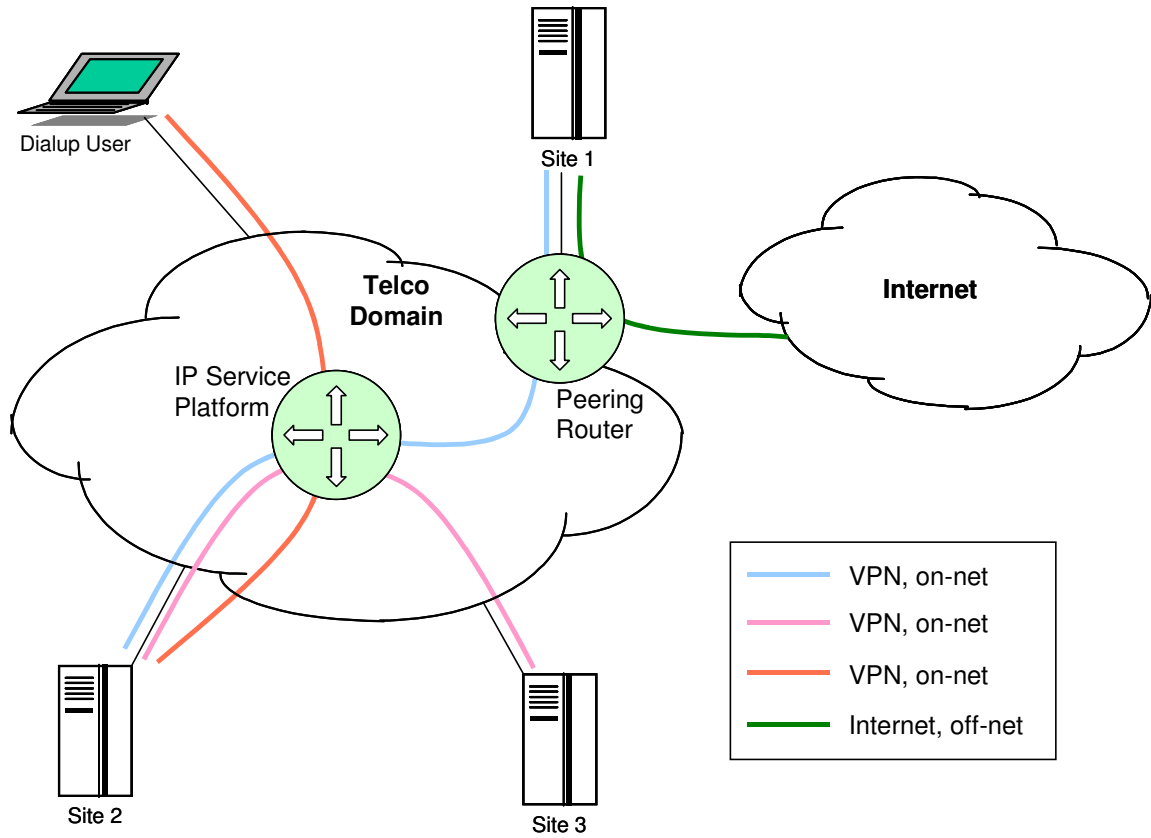 Dialup User
Site 1
Telco
Domain
Internet
IP Service
Platform
Peering
Router
VPN, on-net
VPN, on-net
VPN, on-net
Internet, off-net
Site 2
Site 3